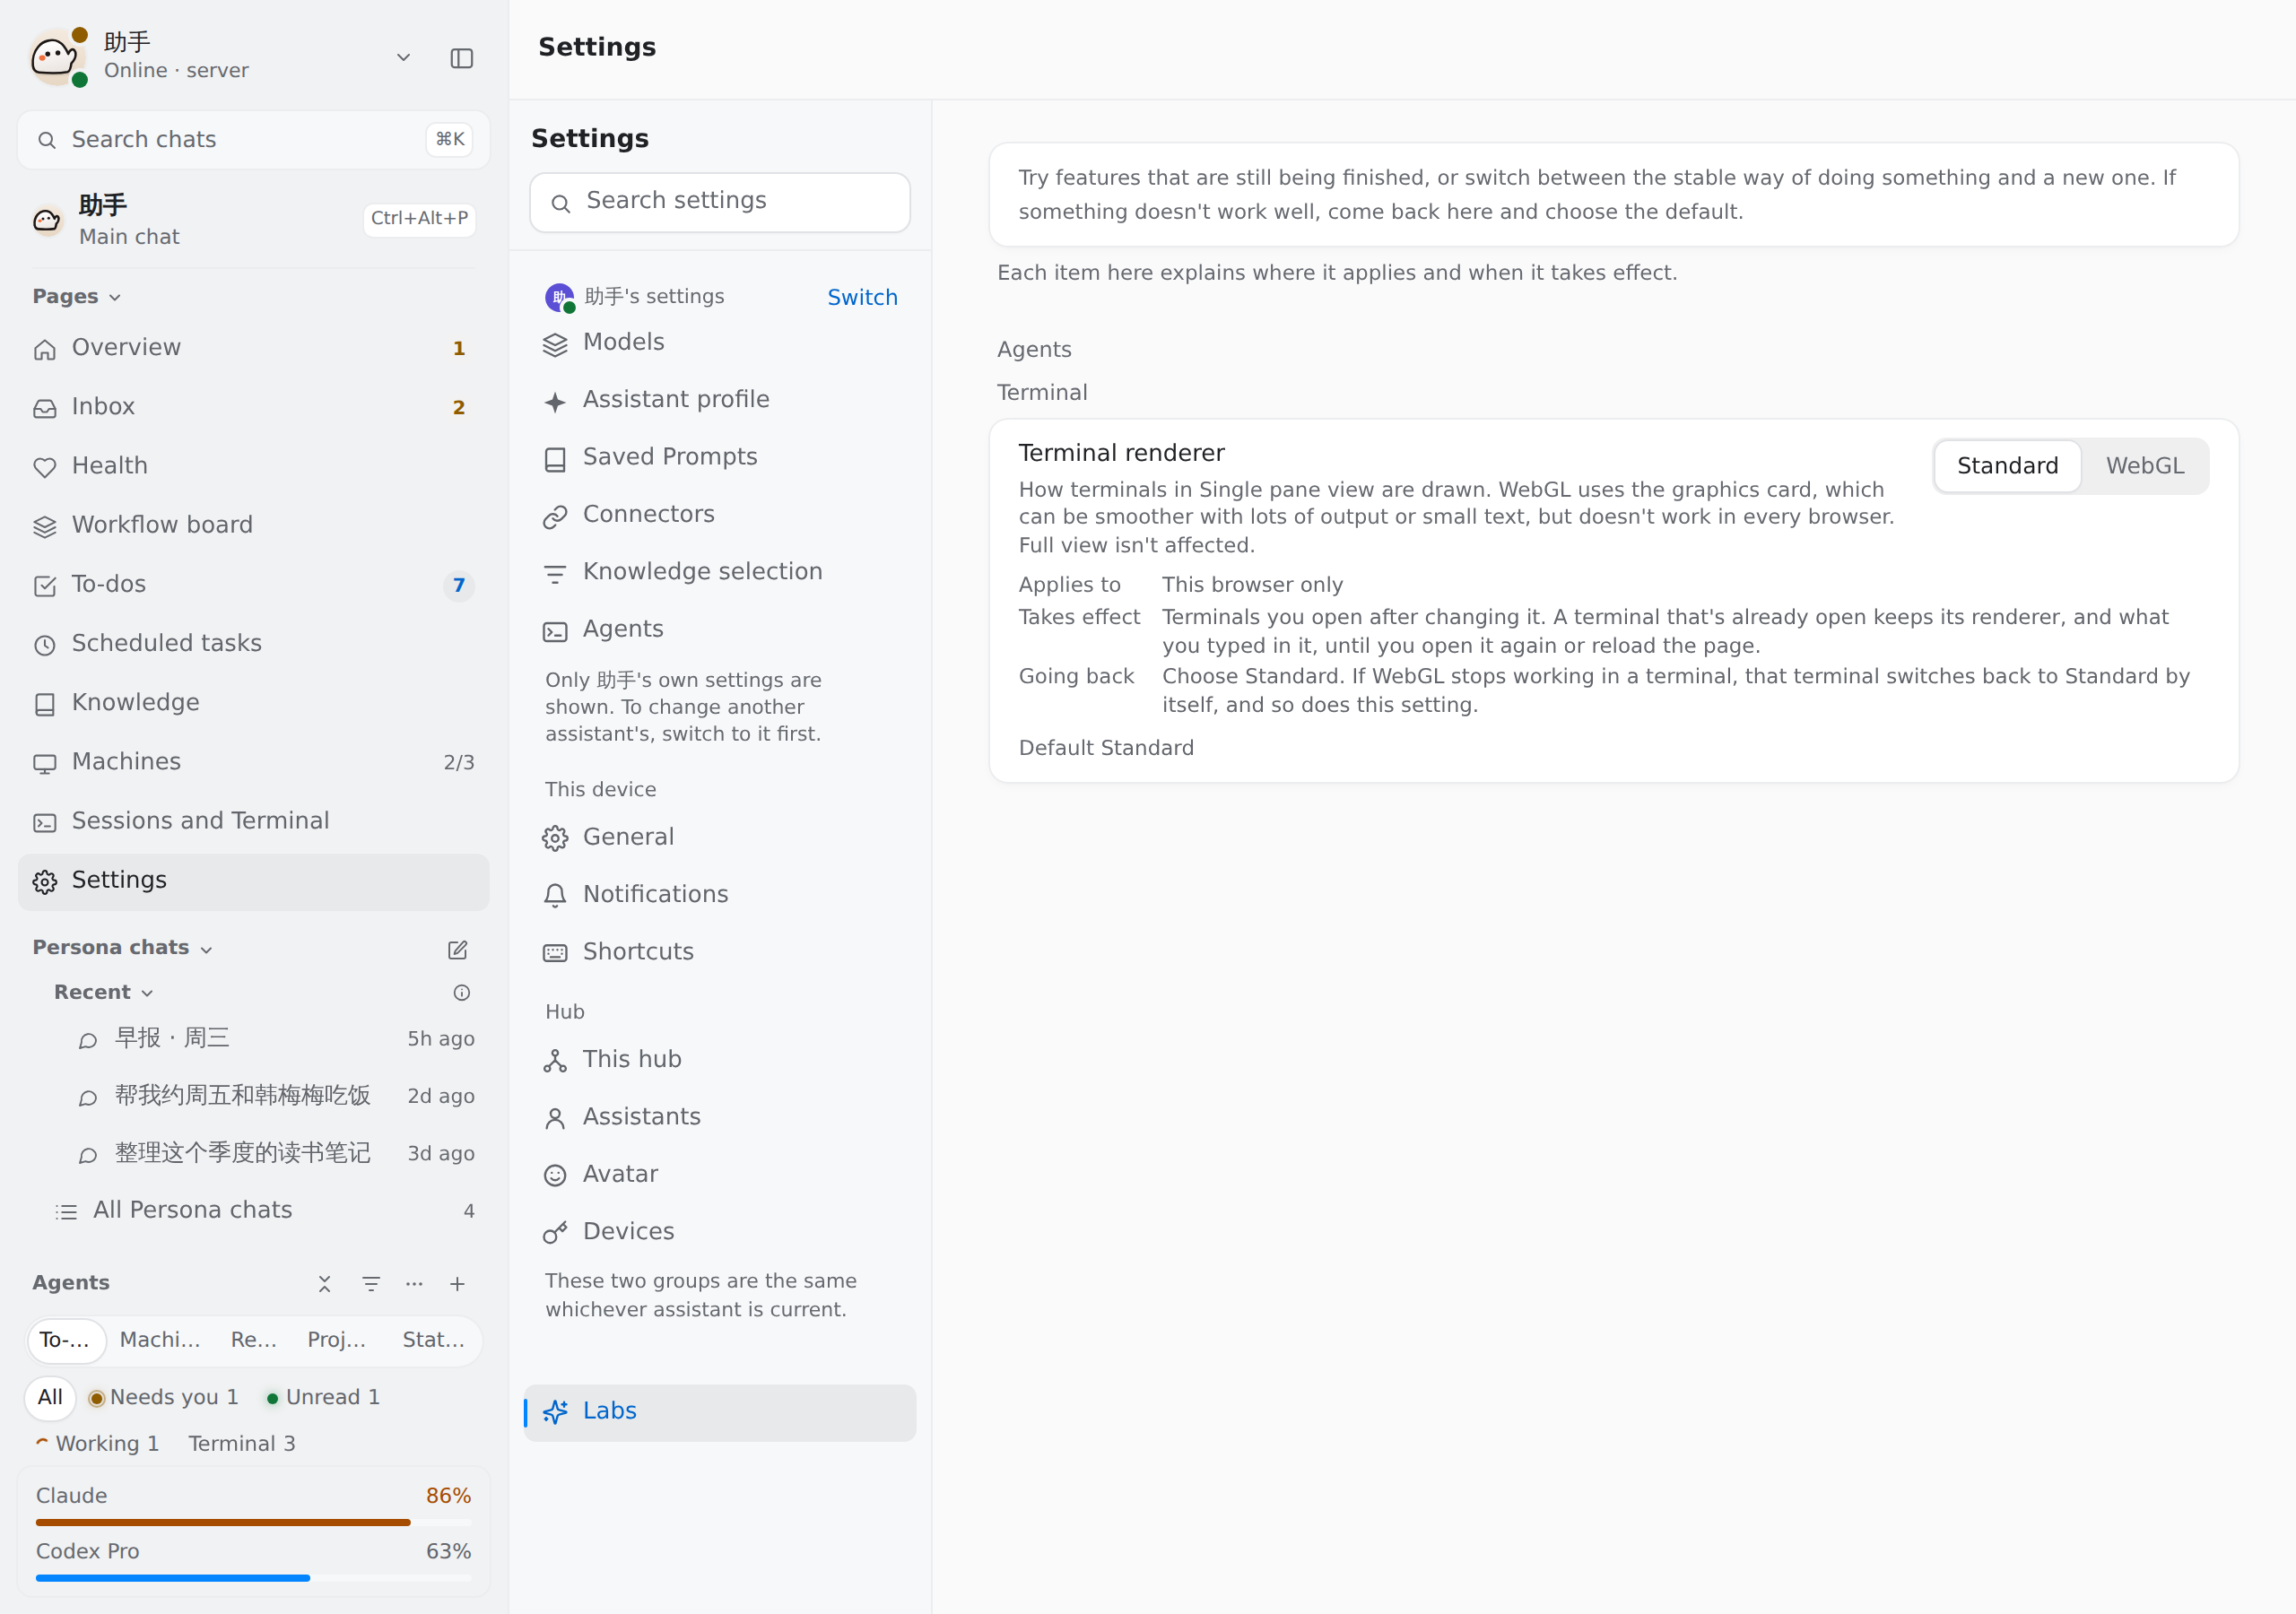 助手
Online · server
Search chats
⌘K
助手
Main chat
Ctrl+Alt+P
Pages
Overview
1
Inbox
2
Health
Workflow board
To-dos
7
Scheduled tasks
Knowledge
Machines
2/3
Sessions and Terminal
Settings
Persona chats
Recent
早报 · 周三
5h ago
帮我约周五和韩梅梅吃饭
2d ago
整理这个季度的读书笔记
3d ago
All Persona chats
4
Agents
To-...
Machi...
Re...
Proj...
Stat...
All
Needs you 1
Unread 1
Working 1
Terminal 3
Claude
86%
Codex Pro
63%
Settings
Settings
Search settings
助
助手's settings
Switch
Models
Assistant profile
Saved Prompts
Connectors
Knowledge selection
Agents
Only 助手's own settings are
shown. To change another
assistant's, switch to it first.
This device
General
Notifications
Shortcuts
Hub
This hub
Assistants
Avatar
Devices
These two groups are the same
whichever assistant is current.
Labs
Try features that are still being finished, or switch between the stable way of doing something and a new one. If
something doesn't work well, come back here and choose the default.
Each item here explains where it applies and when it takes effect.
Agents
Terminal
Terminal renderer
Standard
WebGL
How terminals in Single pane view are drawn. WebGL uses the graphics card, which
can be smoother with lots of output or small text, but doesn't work in every browser.
Full view isn't affected.
Applies to
This browser only
Takes effect
Terminals you open after changing it. A terminal that's already open keeps its renderer, and what
you typed in it, until you open it again or reload the page.
Going back
Choose Standard. If WebGL stops working in a terminal, that terminal switches back to Standard by
itself, and so does this setting.
Default Standard